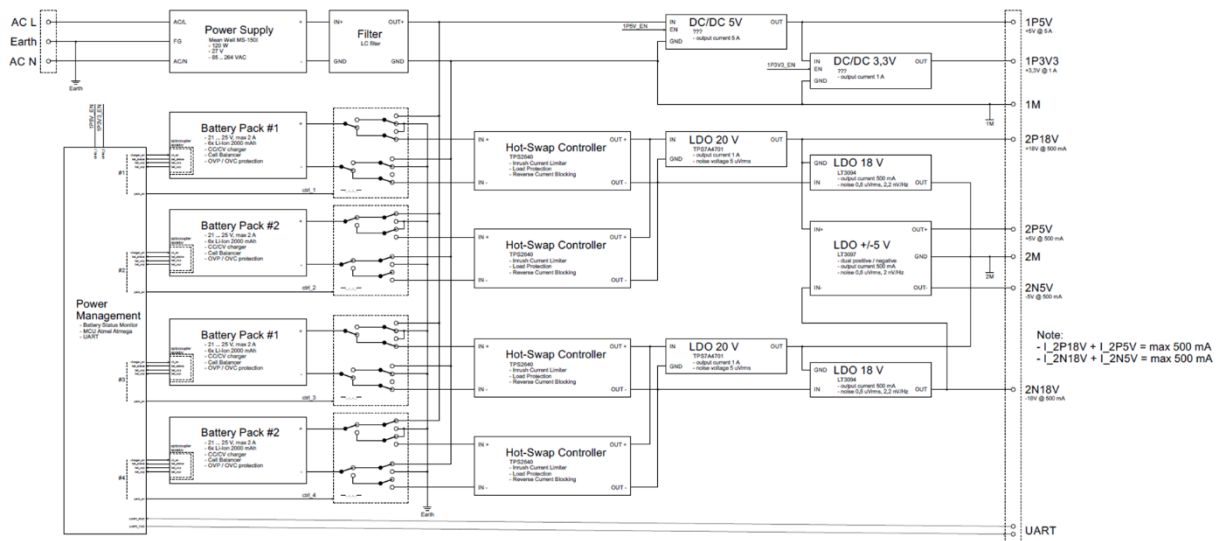 AC L
Earth
AC N
AC/L
FG
AC/N
Power Supply
Mean Well MS-150I
- 120 W
- 27 V
- 85 ... 264 VAC
+
-
Earth
IN+
OUT+
Filter
LC filter
GND
GND
1P5V_EN
IN
EN
GND
DC/DC 5V
???
- output current 5 A
OUT
1P3V3_EN
IN
EN
GND
DC/DC 3,3V
???
- output current 1 A
OUT
1P5V
+5V @ 5 A
1P3V3
+3,3V @ 1 A
1M
1M
1P5V_EN
1P3V3_EN
Power
Management
- Battery Status Monitor
- MCU Atmel Atmega
- UART
#1
Battery Pack #1
- 21 ... 25 V, max 2 A
- 6x Li-Ion 2000 mAh
- CC/CV charger
- Call Balancer
- OVP / OVC protection
+
-
ctrl_1
IN +
IN -
Hot-Swap Controller
TPS2640
- Inrush Current Limiter
- Load Protection
- Reverse Current Blocking
OUT +
OUT -
IN
GND
LDO 20 V
TPS7A4701
- output current 1 A
- noise voltage 5 uVrms
OUT
2P18V
+18V @ 500 mA
GND
IN
LDO 18 V
LT3094
- output current 500 mA
- noise 0,8 uVrms, 2,2 nV/Hz
OUT
#2
Battery Pack #2
- 21 ... 25 V, max 2 A
- 6x Li-Ion 2000 mAh
- CC/CV charger
- Call Balancer
- OVP / OVC protection
+
-
ctrl_2
IN +
IN -
Hot-Swap Controller
TPS2640
- Inrush Current Limiter
- Load Protection
- Reverse Current Blocking
OUT +
OUT -
IN+
IN-
LDO +/-5 V
LT3097
- dual positive / negative
- output current 500 mA
- noise 0,8 uVrms, 2 nV/Hz
OUT+
GND
OUT-
2P5V
+5V @ 500 mA
2M
2M
2N5V
-5V @ 500 mA
#3
Battery Pack #1
- 21 ... 25 V, max 2 A
- 6x Li-Ion 2000 mAh
- CC/CV charger
- Call Balancer
- OVP / OVC protection
+
-
ctrl_3
IN +
IN -
Hot-Swap Controller
TPS2640
- Inrush Current Limiter
- Load Protection
- Reverse Current Blocking
OUT +
OUT -
IN
GND
LDO 20 V
TPS7A4701
- output current 1 A
- noise voltage 5 uVrms
OUT
GND
IN
LDO 18 V
LT3094
- output current 500 mA
- noise 0,8 uVrms, 2,2 nV/Hz
OUT
2N18V
-18V @ 500 mA
Note:
- I_2P18V + I_2P5V = max 500 mA
- I_2N18V + I_2N5V = max 500 mA
#4
Battery Pack #2
- 21 ... 25 V, max 2 A
- 6x Li-Ion 2000 mAh
- CC/CV charger
- Call Balancer
- OVP / OVC protection
+
-
ctrl_4
Earth
IN +
IN -
Hot-Swap Controller
TPS2640
- Inrush Current Limiter
- Load Protection
- Reverse Current Blocking
OUT +
OUT -
UART